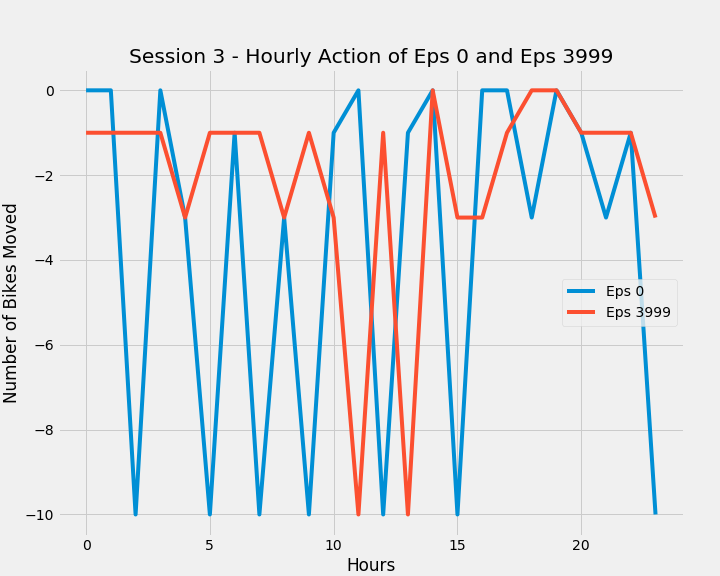 Session 3 - Hourly Action of Eps 0 and Eps 3999
Number of Bikes Moved
0
−2
−4
−6
−8
−10
Eps 0
Eps 3999
0 5 10 15 20
Hours